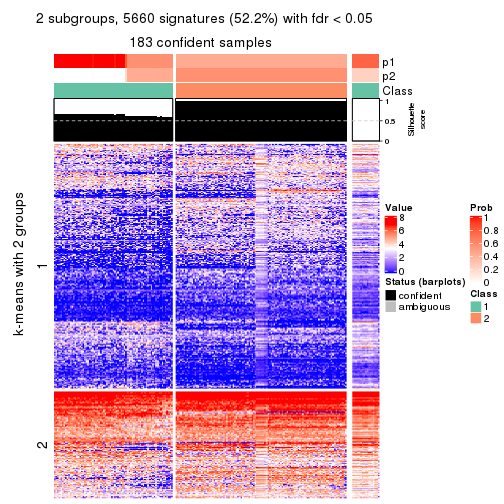 2 subgroups, 5660 signatures (52.2%) with fdr < 0.05
183 confident samples
p1
p2
Class
1
0.5
0
Silhouette
score
k-means with 2 groups
1
2
Value
8
6
4
2
0
Status (barplots)
confident
ambiguous
Prob
1
0.8
0.6
0.4
0.2
0
Class
1
2